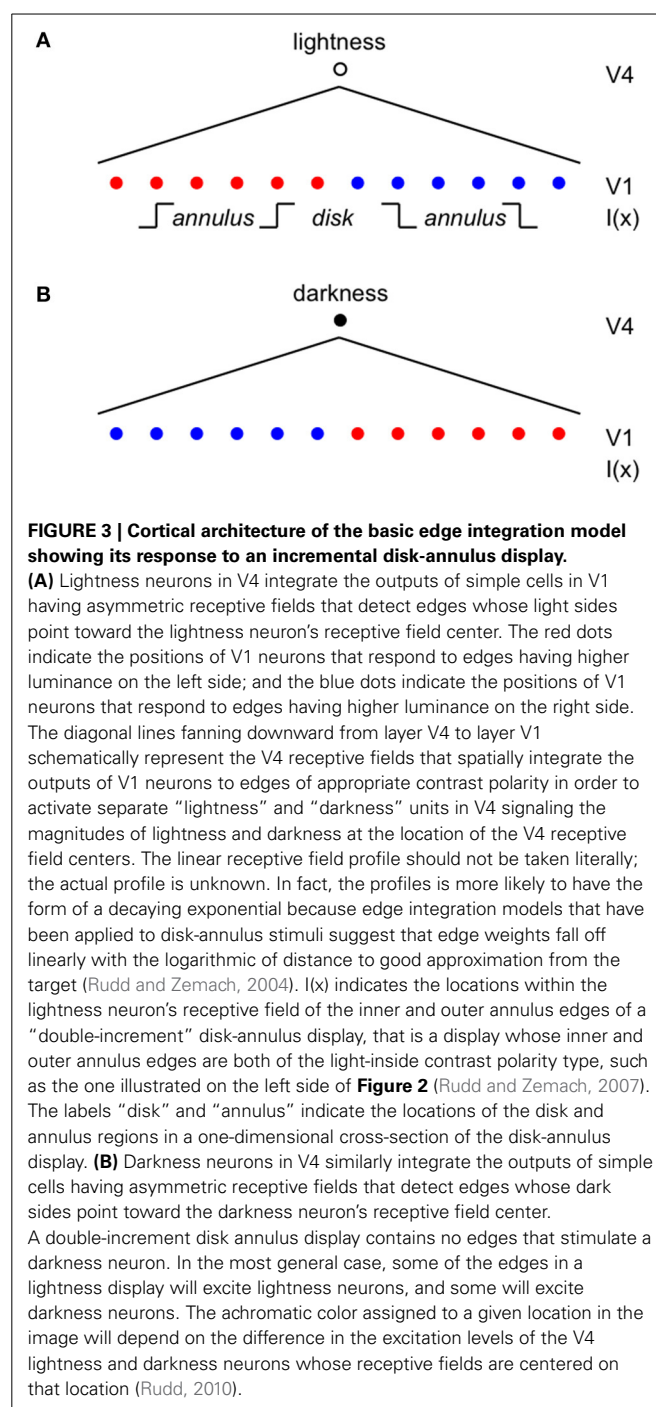 A
lightness
V4
V1
annulus disk annulus I(x)
B
darkness
V4
V1
I(x)
FIGURE 3 | Cortical architecture of the basic edge integration model
showing its response to an incremental disk-annulus display.
(A) Lightness neurons in V4 integrate the outputs of simple cells in V1
having asymmetric receptive fields that detect edges whose light sides
point toward the lightness neuron's receptive field center. The red dots
indicate the positions of V1 neurons that respond to edges having higher
luminance on the left side; and the blue dots indicate the positions of V1
neurons that respond to edges having higher luminance on the right side.
The diagonal lines fanning downward from layer V4 to layer V1
schematically represent the V4 receptive fields that spatially integrate the
outputs of V1 neurons to edges of appropriate contrast polarity in order to
activate separate “lightness” and “darkness” units in V4 signaling the
magnitudes of lightness and darkness at the location of the V4 receptive
field centers. The linear receptive field profile should not be taken literally;
the actual profile is unknown. In fact, the profiles is more likely to have the
form of a decaying exponential because edge integration models that have
been applied to disk-annulus stimuli suggest that edge weights fall off
linearly with the logarithmic of distance to good approximation from the
target (Rudd and Zemach, 2004). I(x) indicates the locations within the
lightness neuron's receptive field of the inner and outer annulus edges of a
“double-increment” disk-annulus display, that is a display whose inner and
outer annulus edges are both of the light-inside contrast polarity type, such
as the one illustrated on the left side of Figure 2 (Rudd and Zemach, 2007).
The labels “disk” and “annulus” indicate the locations of the disk and
annulus regions in a one-dimensional cross-section of the disk-annulus
display. (B) Darkness neurons in V4 similarly integrate the outputs of simple
cells having asymmetric receptive fields that detect edges whose dark
sides point toward the darkness neuron's receptive field center.
A double-increment disk annulus display contains no edges that stimulate a
darkness neuron. In the most general case, some of the edges in a
lightness display will excite lightness neurons, and some will excite
darkness neurons. The achromatic color assigned to a given location in the
image will depend on the difference in the excitation levels of the V4
lightness and darkness neurons whose receptive fields are centered on
that location (Rudd, 2010).